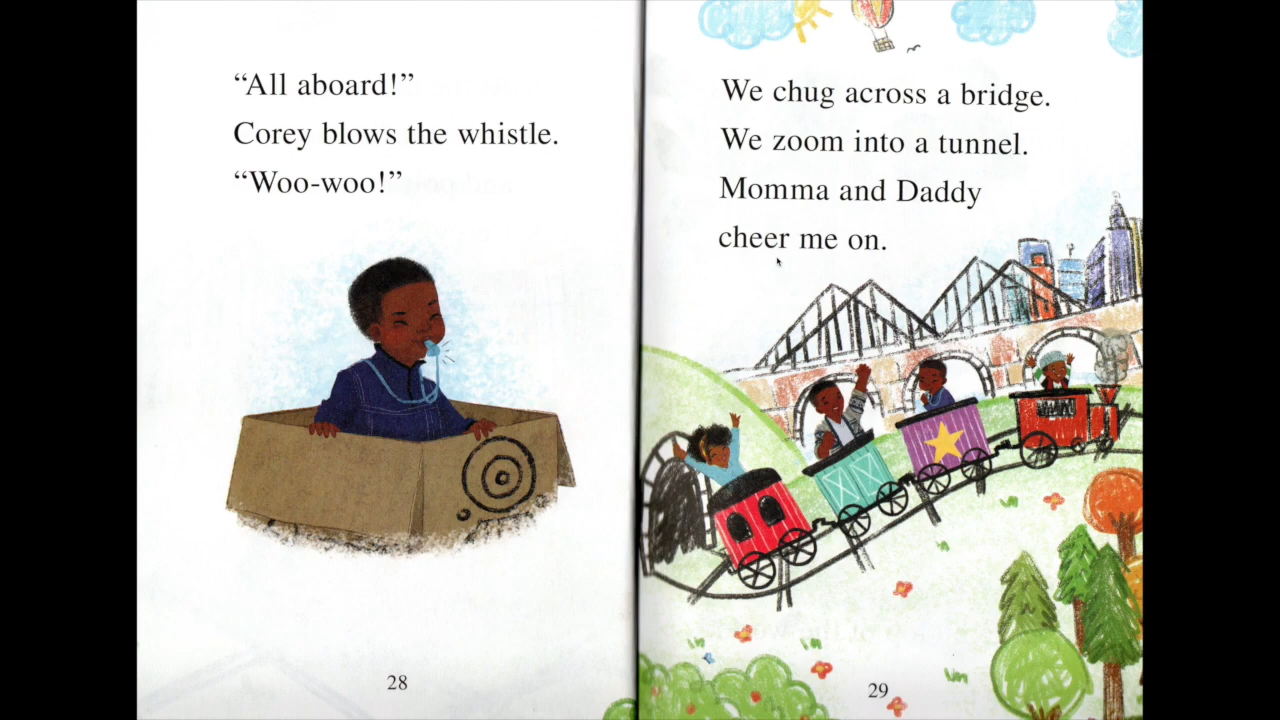 “All aboard!”
Corey blows the whistle.
“Woo-woo!”
28
We chug across a bridge.
We zoom into a tunnel.
Momma and Daddy
cheer me on.
29